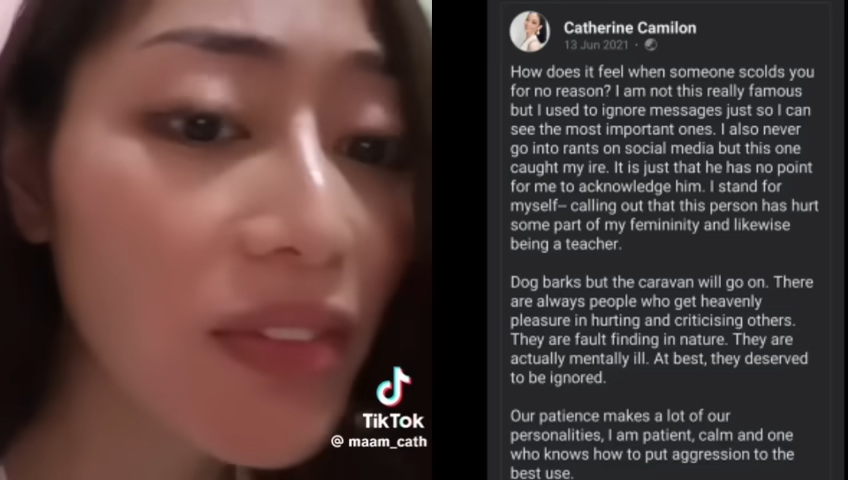 TikTok
@ maam_cath
Catherine Camilon
13 Jun 2021 ·
How does it feel when someone scolds you
for no reason? I am not this really famous
but I used to ignore messages just so I can
see the most important ones. I also never
go into rants on social media but this one
caught my ire. It is just that he has no point
for me to acknowledge him. I stand for
myself– calling out that this person has hurt
some part of my femininity and likewise
being a teacher.
Dog barks but the caravan will go on. There
are always people who get heavenly
pleasure in hurting and criticising others.
They are fault finding in nature. They are
actually mentally ill. At best, they deserved
to be ignored.
Our patience makes a lot of our
personalities, I am patient, calm and one
who knows how to put aggression to the
best use.